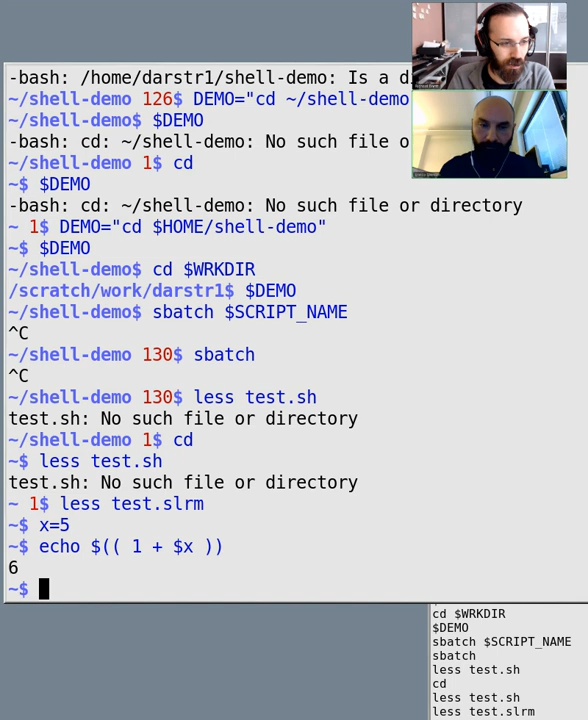 -bash: /home/darstr1/shell-demo: Is a di
~/shell-demo 126$ DEMO="cd ~/shell-demo
~/shell-demo$ $DEMO
-bash: cd: ~/shell-demo: No such file o
~/shell-demo 1$ cd
~$ $DEMO
-bash: cd: ~/shell-demo: No such file or directory
~ 1$ DEMO="cd $HOME/shell-demo"
~$ $DEMO
~/shell-demo$ cd $WRKDIR
/scratch/work/darstr1$ $DEMO
~/shell-demo$ sbatch $SCRIPT_NAME
^C
~/shell-demo 130$ sbatch
^C
~/shell-demo 130$ less test.sh
test.sh: No such file or directory
~/shell-demo 1$ cd
~$ less test.sh
test.sh: No such file or directory
~ 1$ less test.slrm
~$ x=5
~$ echo $(( 1 + $x ))
6
~$
cd $WRKDIR
$DEMO
sbatch $SCRIPT_NAME
sbatch
less test.sh
cd
less test.sh
less test.slrm